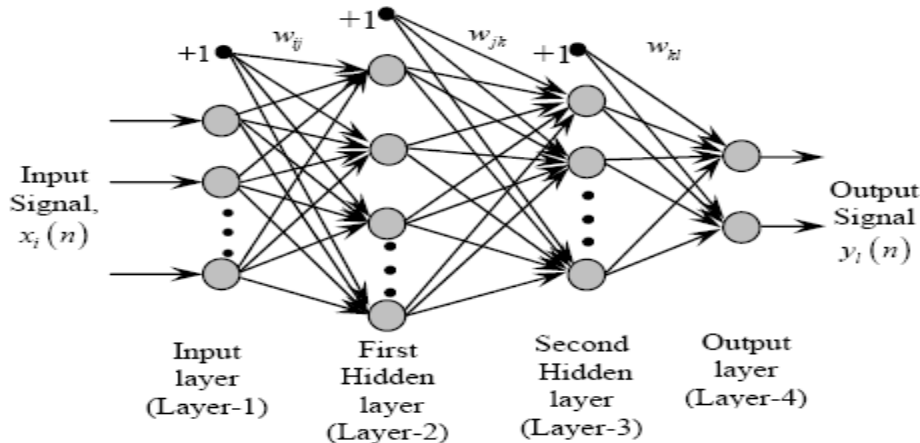 +1
w_ij
+1
w_jk
+1
w_kl
Input
Signal,
x_i (n)
Output
Signal
y_l (n)
Input
layer
(Layer-1)
First
Hidden
layer
(Layer-2)
Second
Hidden
layer
(Layer-3)
Output
layer
(Layer-4)